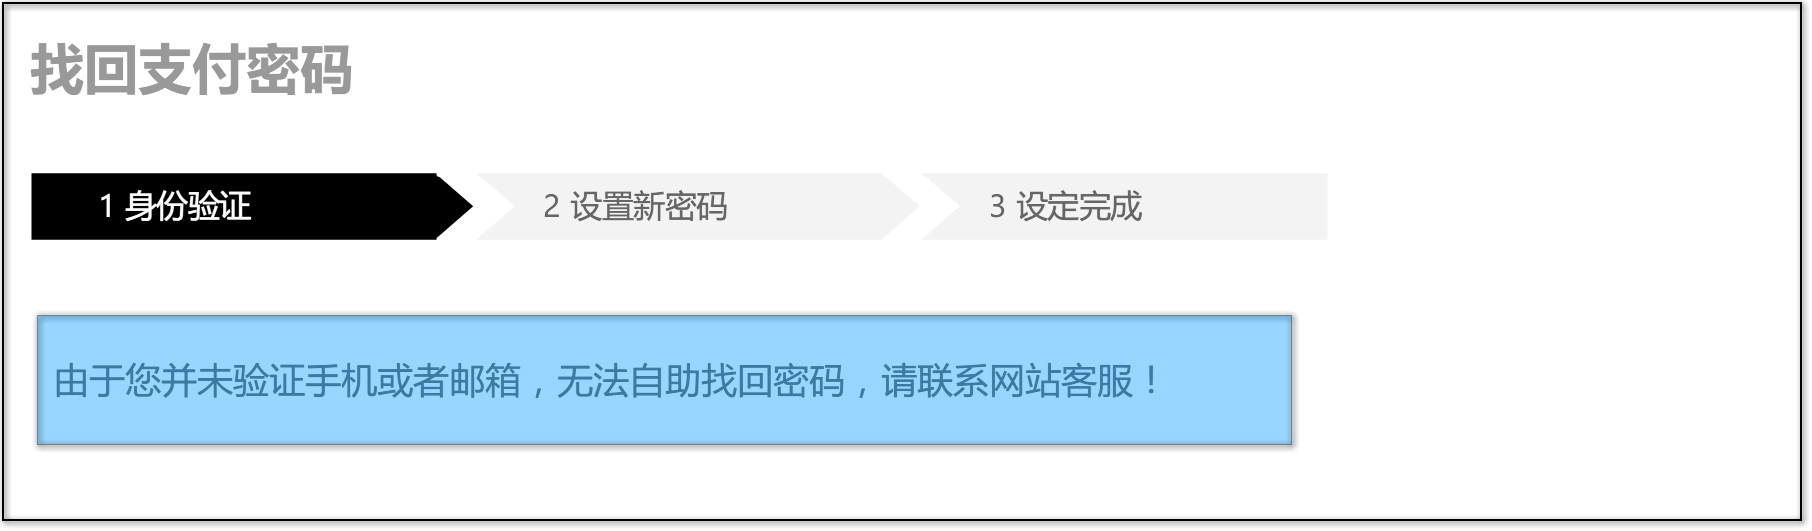 找回支付密码
1 身份验证
2 设置新密码
3 设定完成
由于您并未验证手机或者邮箱，无法自助找回密码，请联系网站客服！